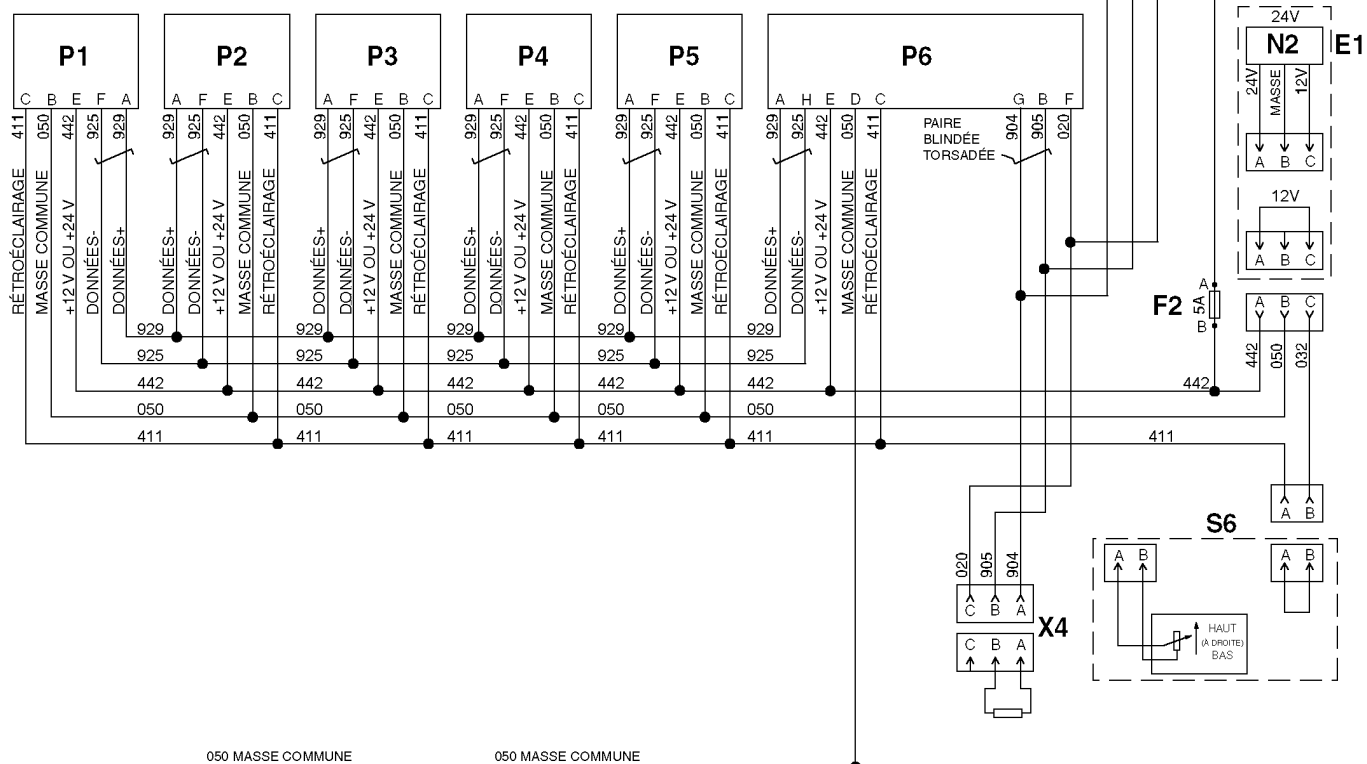 P1
P2
P3
P4
P5
P6
24V
N2
E1
C B E F A
A F E B C
A F E B C
A F E B C
A F E B C
A H E D C
G B F
411 050 442 925 929
929 925 442 050 411
929 925 442 050 411
929 925 442 050 411
929 925 442 050 411
929 925 442 050 411
904 905 020
24V MASSE 12V
PAIRE
BLINDÉE
TORSADÉE
A B C
RÉTROÉCLAIRAGE
MASSE COMMUNE
+12 V OU +24 V
DONNÉES-
DONNÉES+
DONNÉES+
DONNÉES-
+12 V OU +24 V
MASSE COMMUNE
RÉTROÉCLAIRAGE
DONNÉES+
DONNÉES-
+12 V OU +24 V
MASSE COMMUNE
RÉTROÉCLAIRAGE
DONNÉES+
DONNÉES-
+12 V OU +24 V
MASSE COMMUNE
RÉTROÉCLAIRAGE
DONNÉES+
DONNÉES-
+12 V OU +24 V
MASSE COMMUNE
RÉTROÉCLAIRAGE
DONNÉES+
DONNÉES-
+12 V OU +24 V
MASSE COMMUNE
RÉTROÉCLAIRAGE
12V
A B C
F2
A
5A
B
A B C
442 050 032
929 929 929 929 929
925 925 925 925 925
442 442 442 442 442 442
050 050 050 050 050
411 411 411 411 411 411
A B
S6
020 905 904
C B A
X4
C B A
A B
A B
HAUT
(À DROITE)
BAS
050 MASSE COMMUNE
050 MASSE COMMUNE